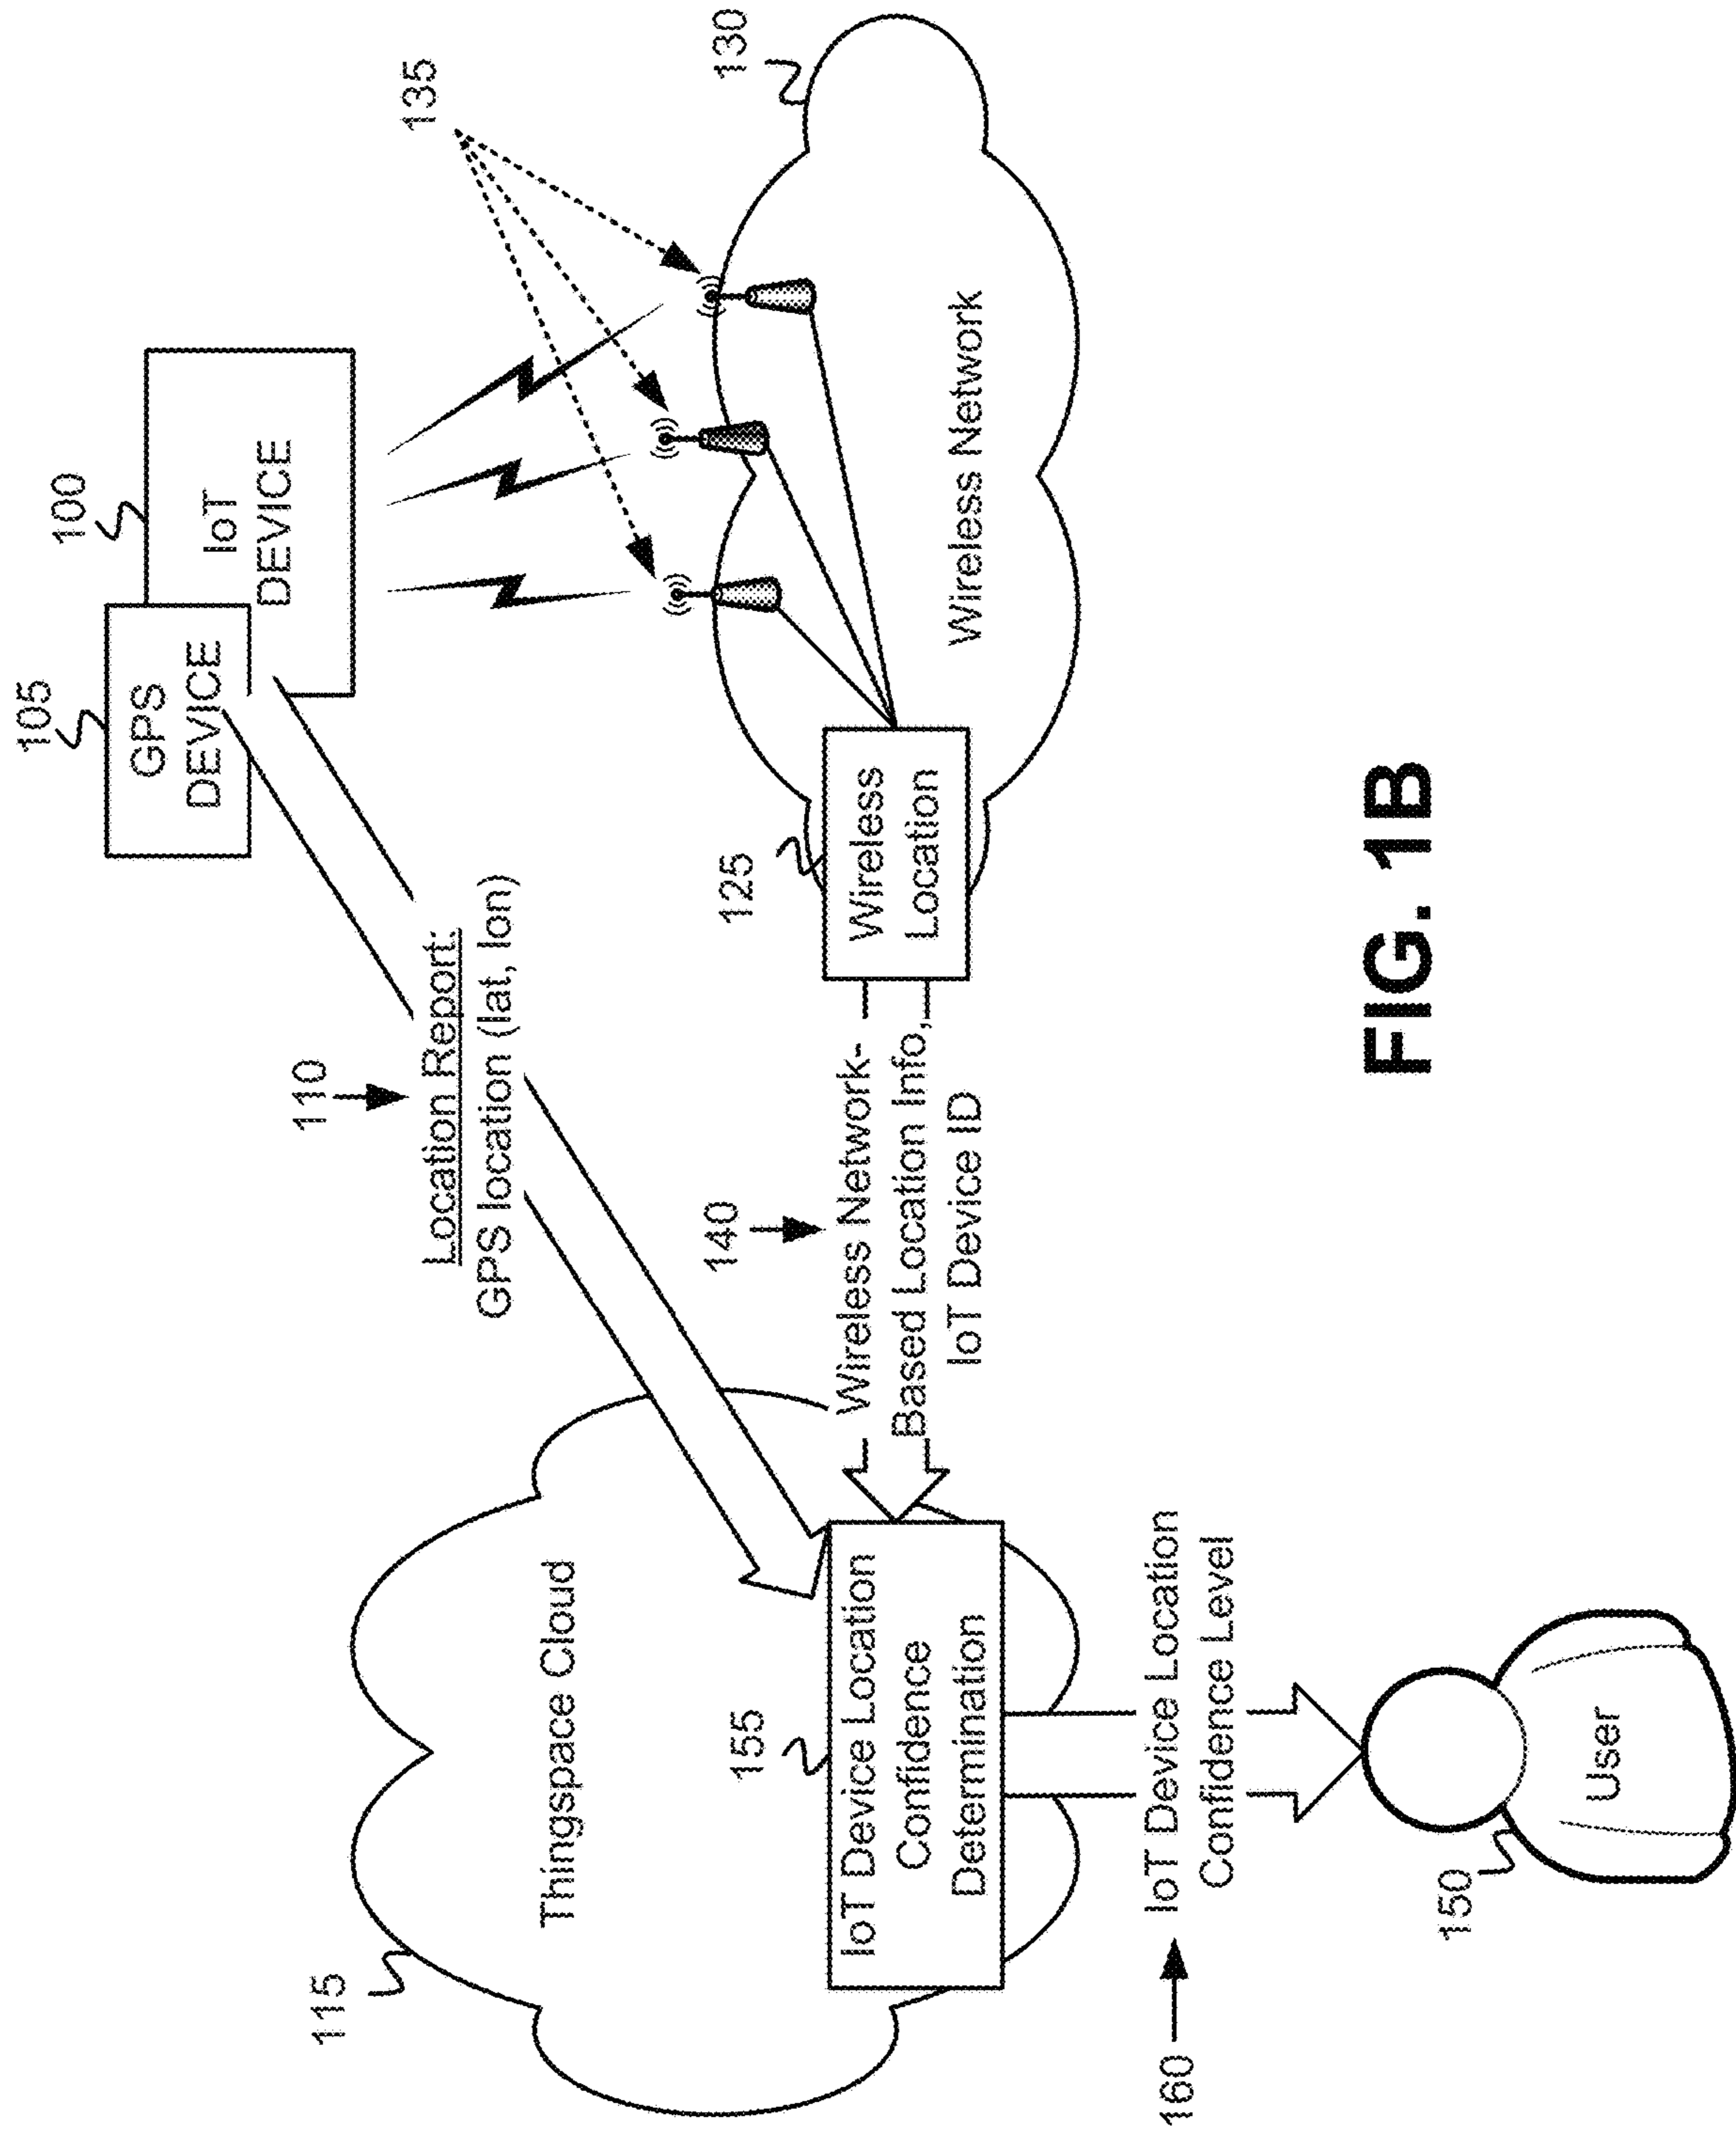 105
100
GPS
DEVICE
IoT
DEVICE
135
110
Location Report:
GPS location (lat, lon)
115
Thingspace Cloud
140
Wireless Network-
Based Location Info,
IoT Device ID
125
Wireless
Location
130
Wireless Network
155
IoT Device Location
Confidence
Determination
160
IoT Device Location
Confidence Level
150
User
FIG. 1B